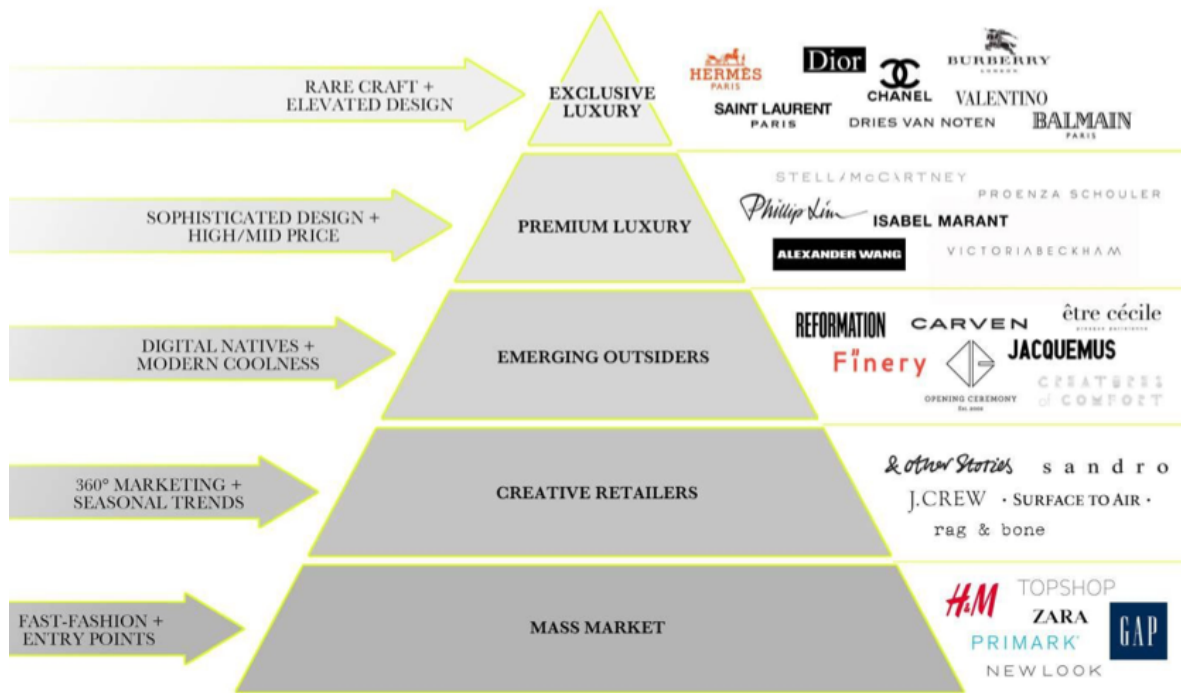 RARE CRAFT +
ELEVATED DESIGN
EXCLUSIVE
LUXURY
HERMÈS
PARIS
Dior
BURBERRY
LONDON
CHANEL
VALENTINO
SAINT LAURENT
PARIS
DRIES VAN NOTEN
BALMAIN
PARIS
SOPHISTICATED DESIGN +
HIGH/MID PRICE
PREMIUM LUXURY
STELLA McCARTNEY
PROENZA SCHOULER
Phillip Lim
ISABEL MARANT
ALEXANDER WANG
VICTORIABECKHAM
DIGITAL NATIVES +
MODERN COOLNESS
EMERGING OUTSIDERS
REFORMATION
CARVEN
être cécile
Finery
JACQUEMUS
OPENING CEREMONY
Est. 2002
CREATURES
of COMFORT
360° MARKETING +
SEASONAL TRENDS
CREATIVE RETAILERS
& other Stories
sandro
J.CREW
· SURFACE TO AIR ·
rag & bone
FAST-FASHION +
ENTRY POINTS
MASS MARKET
H&M
TOPSHOP
ZARA
GAP
PRIMARK®
NEW LOOK